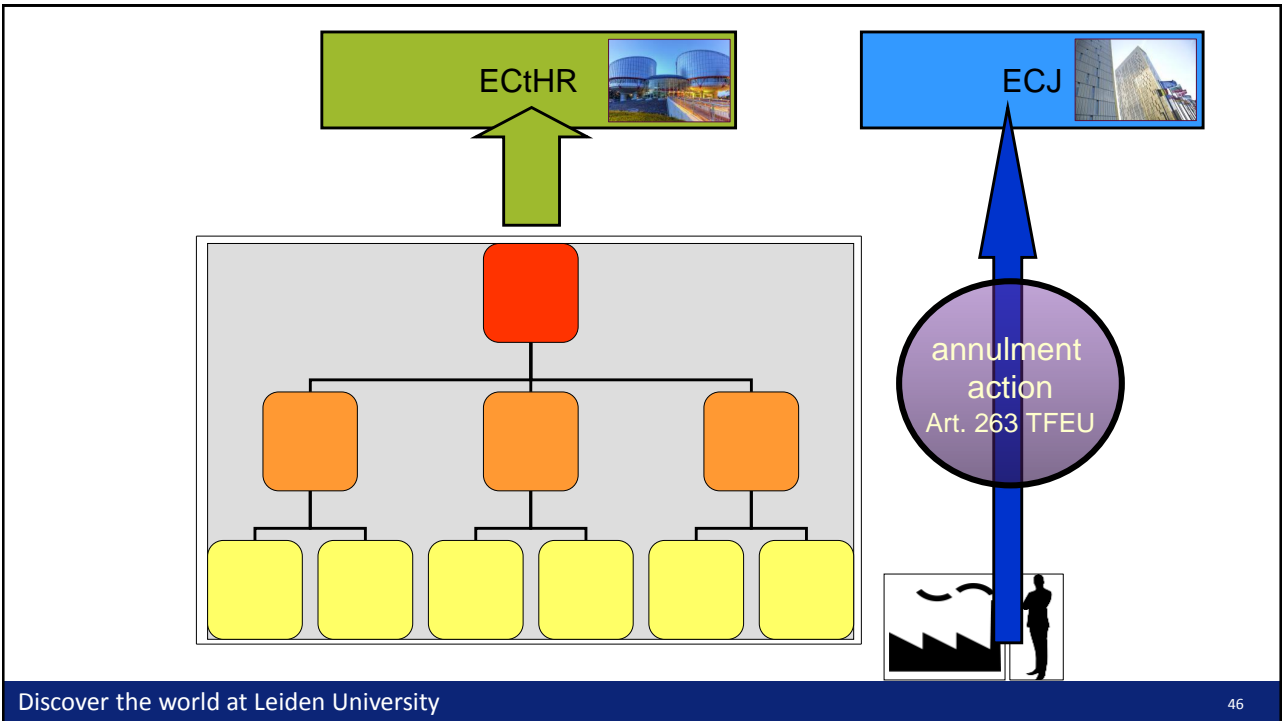 ECtHR
ECJ
annulment
action
Art. 263 TFEU
Discover the world at Leiden University
46